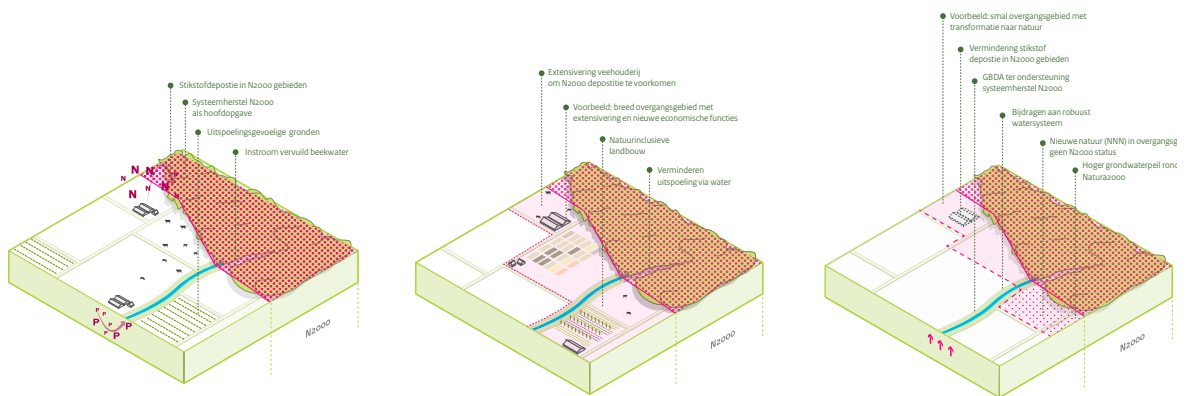 Stikstofdepostie in N2000 gebieden
Systeemherstel N2000
als hoofdopgave
Uitspoelingsgevoelige gronden
Instroom vervuild beekwater
N N N N N N N N
P P P P P P P
N2000
Extensivering veehouderij
om N2000 depostitie te voorkomen
Voorbeeld: breed overgangsgebied met
extensivering en nieuwe economische functies
Natuurinclusieve
landbouw
Verminderen
uitspoeling via water
N2000
Voorbeeld: smal overgangsgebied met
transformatie naar natuur
Vermindering stikstof
depostie in N2000 gebieden
GBDA ter ondersteuning
systeemherstel N2000
Bijdragen aan robuust
watersysteem
Nieuwe natuur (NNN) in overgangsg
geen N2000 status
Hoger grondwaterpeil rond
Natura2000
N2000